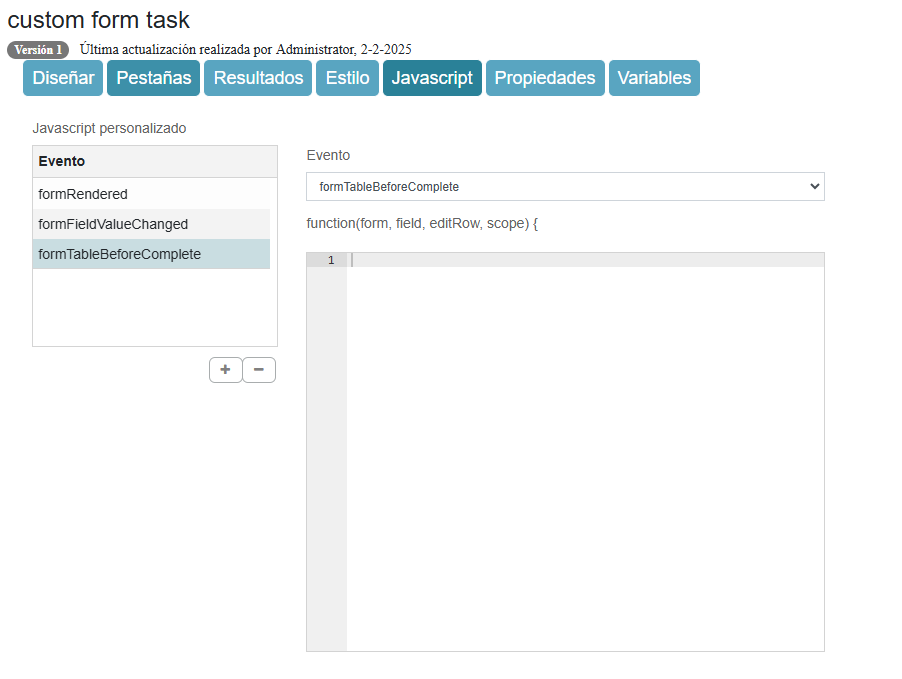 custom form task
Versión 1 Última actualización realizada por Administrator, 2-2-2025
Diseñar Pestañas Resultados Estilo Javascript Propiedades Variables
Javascript personalizado
Evento
formRendered
formFieldValueChanged
formTableBeforeComplete
+ −
Evento
formTableBeforeComplete
function(form, field, editRow, scope) {
1